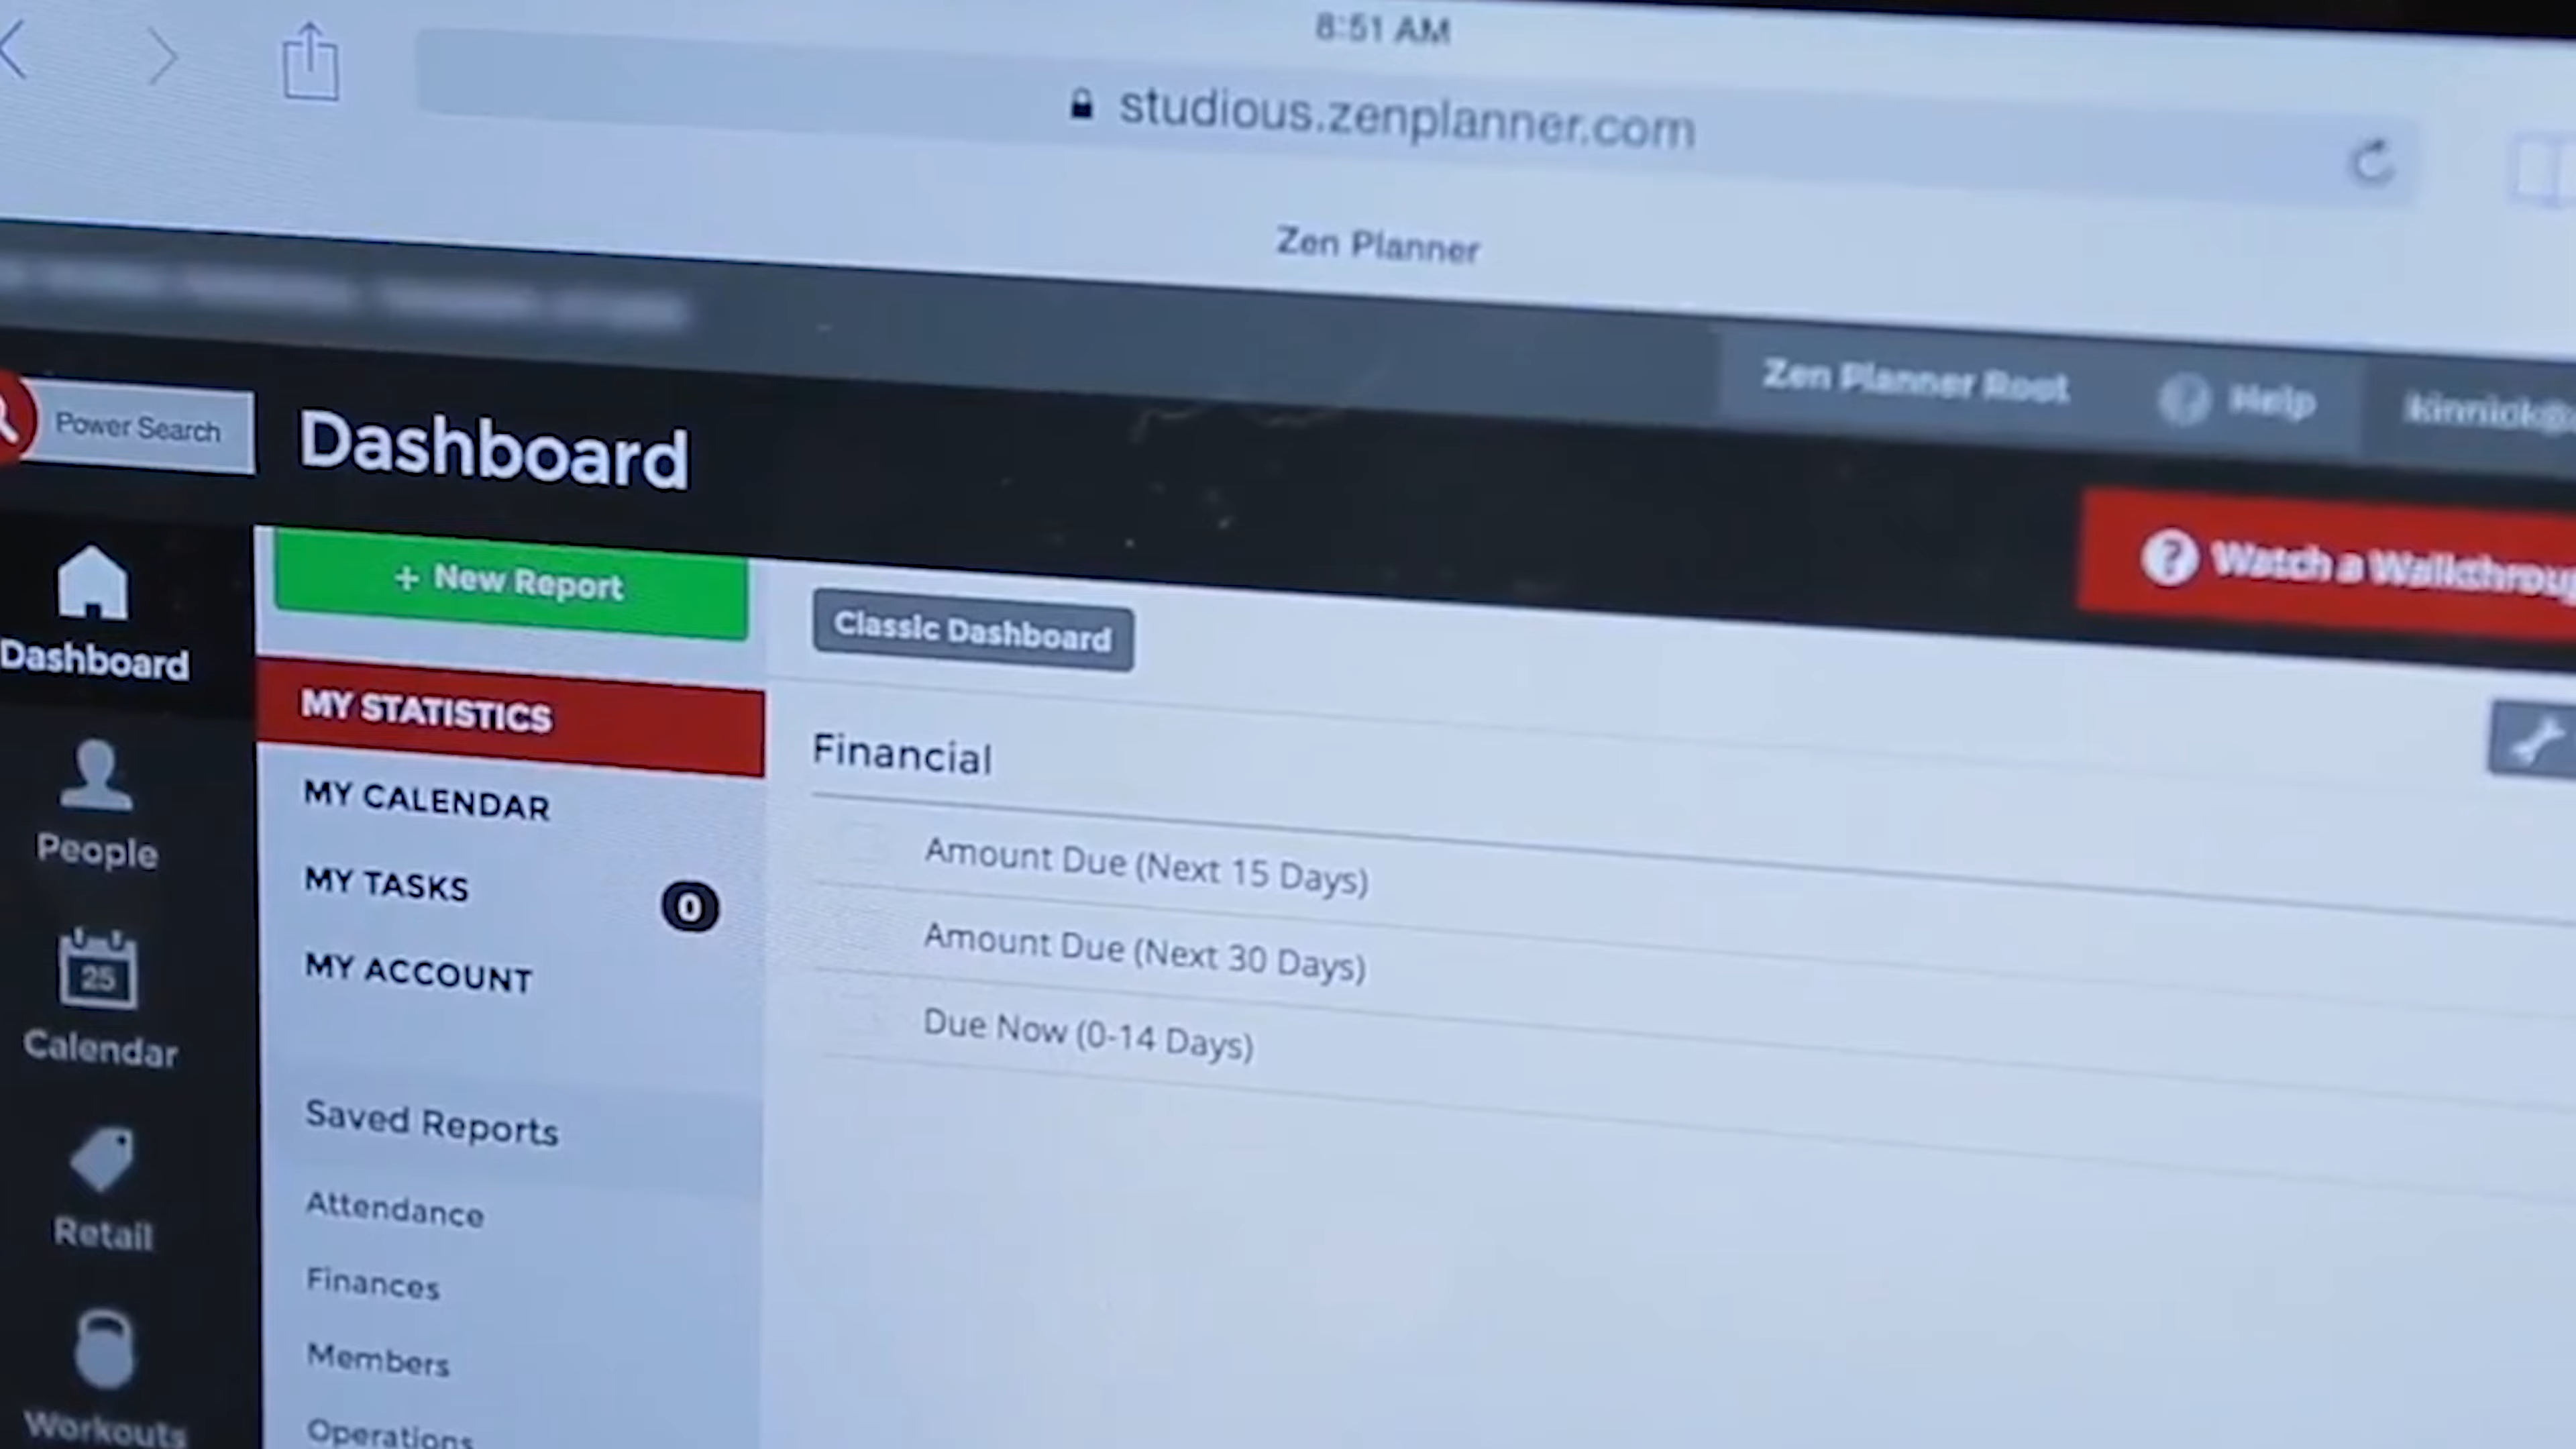 8:51 AM
studious.zenplanner.com
Zen Planner
Zen Planner Root
Help
Power Search
Dashboard
Watch a
+ New Report
Classic Dashboard
Dashboard
MY STATISTICS
Financial
MY CALENDAR
People
Amount Due (Next 15 Days)
MY TASKS
0
Amount Due (Next 30 Days)
MY ACCOUNT
25
Calendar
Due Now (0-14 Days)
Saved Reports
Attendance
Retail
Finances
Members
Workouts
Operations